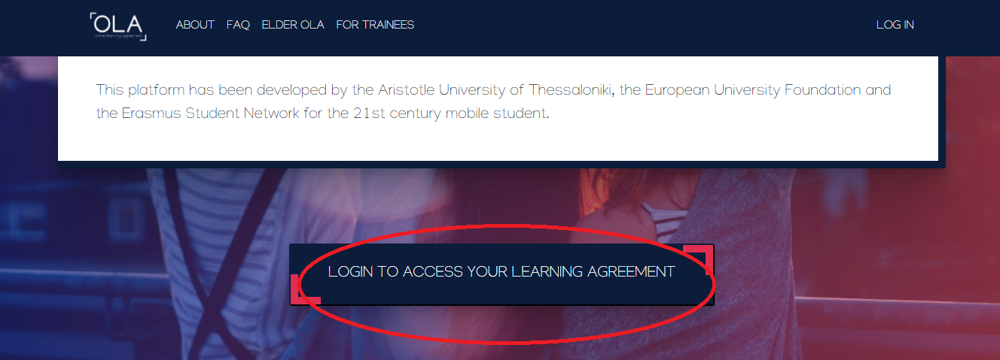 OLA
online learning agreement
ABOUT FAQ ELDER OLA FOR TRAINEES LOG IN
This platform has been developed by the Aristotle University of Thessaloniki, the European University Foundation and
the Erasmus Student Network for the 21st century mobile student.
LOGIN TO ACCESS YOUR LEARNING AGREEMENT